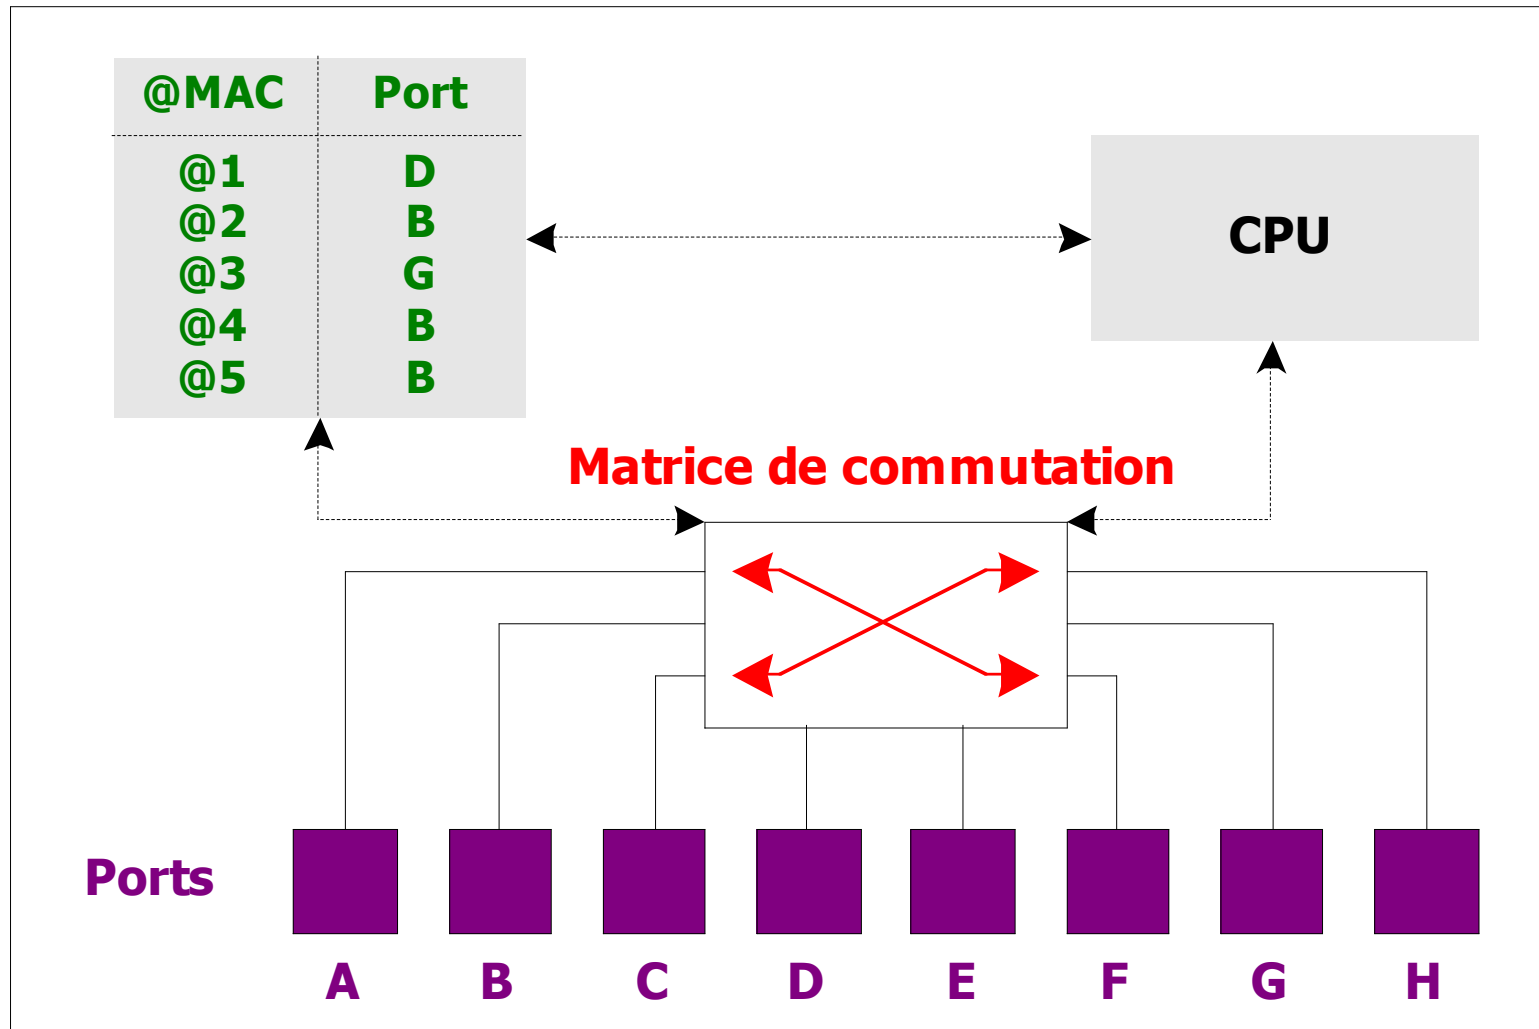 @MAC Port
@1 D
@2 B
@3 G
@4 B
@5 B
CPU
Matrice de commutation
Ports
A B C D E F G H